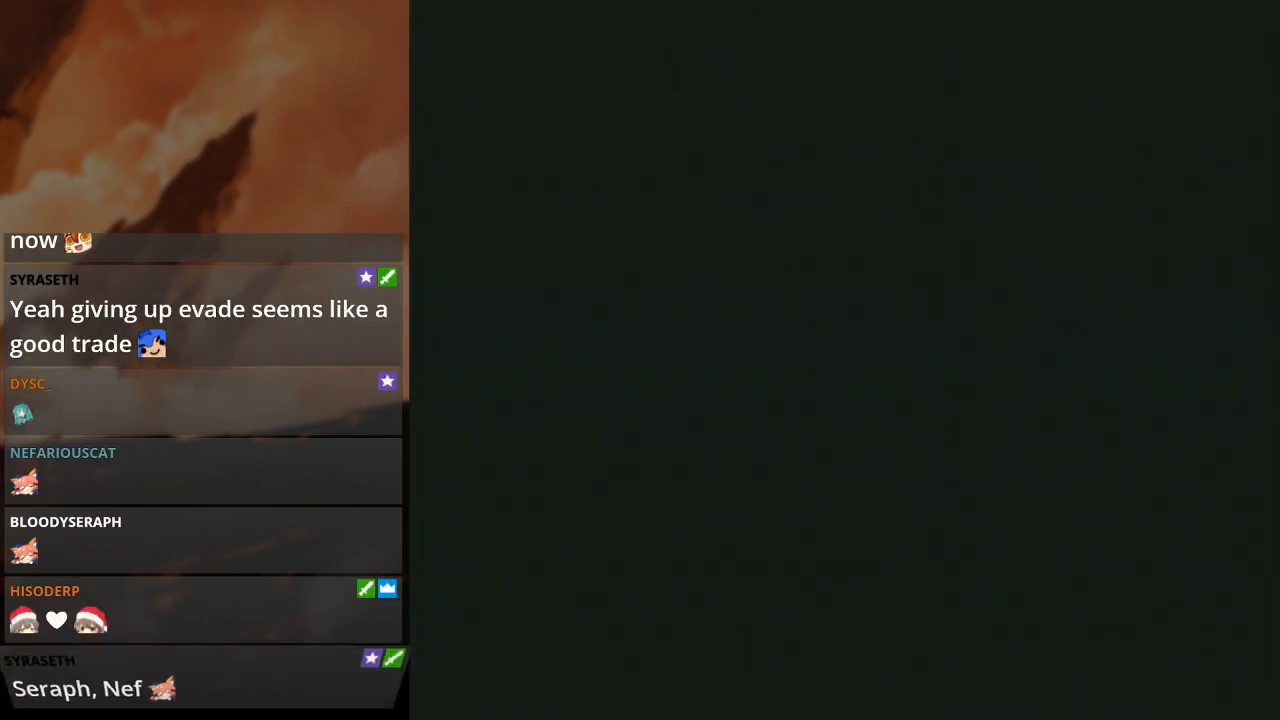 now
SYRASETH
Yeah giving up evade seems like a
good trade
DYSC_
NEFARIOUSCAT
BLOODYSERAPH
HISODERP
SYRASETH
Seraph, Nef